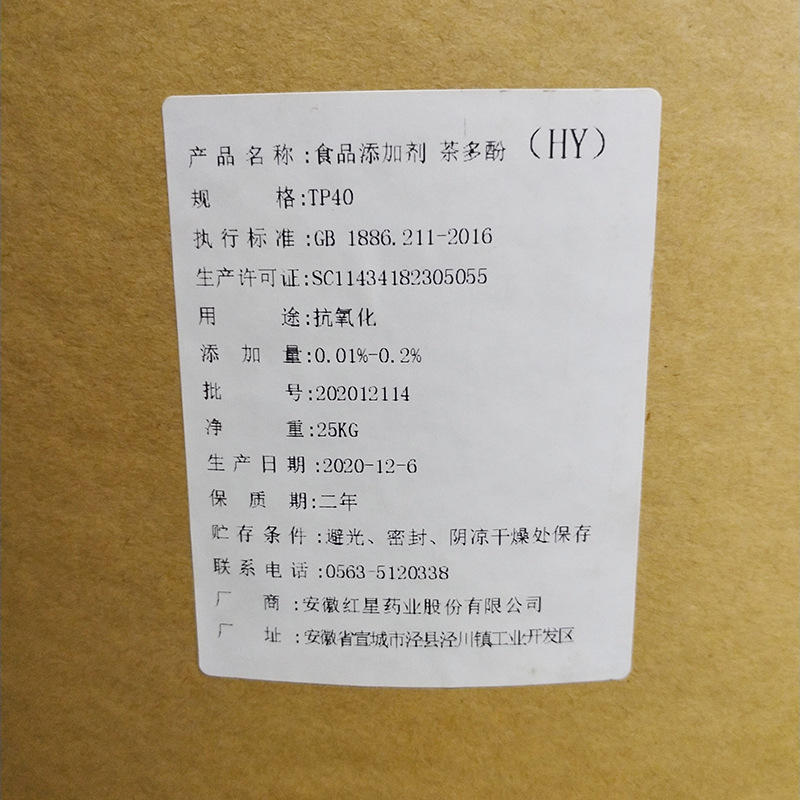 产品名称:食品添加剂 茶多酚（HY）
规格:TP40
执行标准:GB 1886.211-2016
生产许可证:SC11434182305055
用途:抗氧化
添加量:0.01%-0.2%
批号:202012114
净重:25KG
生产日期:2020-12-6
保质期:二年
贮存条件:避光、密封、阴凉干燥处保存
联系电话:0563-5120338
厂商:安徽红星药业股份有限公司
厂址:安徽省宣城市泾县泾川镇工业开发区